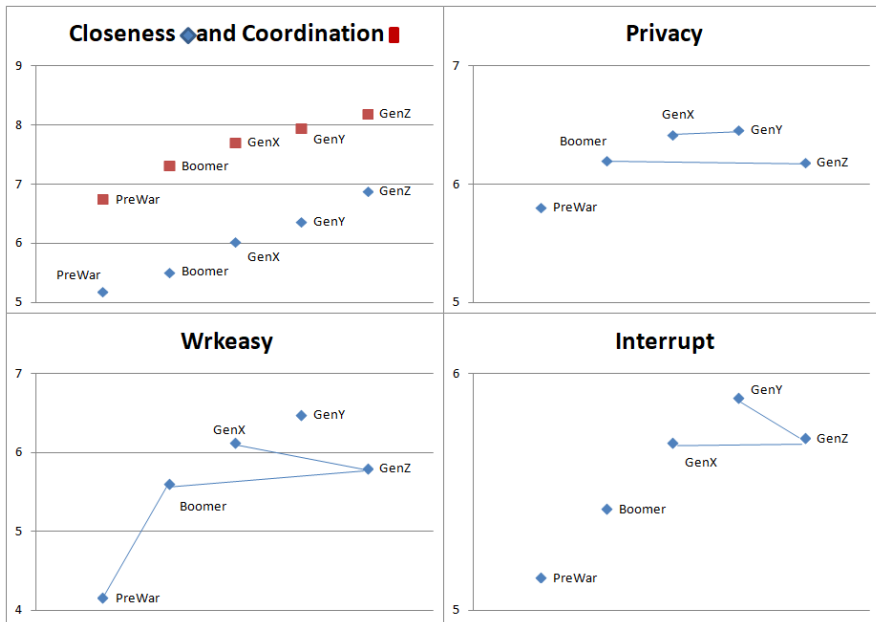 Closeness and Coordination
9
8
7
6
5
GenZ
GenY
GenX
Boomer
PreWar
GenZ
GenY
GenX
Boomer
PreWar
Privacy
7
6
5
GenX
GenY
Boomer
GenZ
PreWar
Wrkeasy
7
6
5
4
GenY
GenX
GenZ
Boomer
PreWar
Interrupt
6
5
GenY
GenZ
GenX
Boomer
PreWar